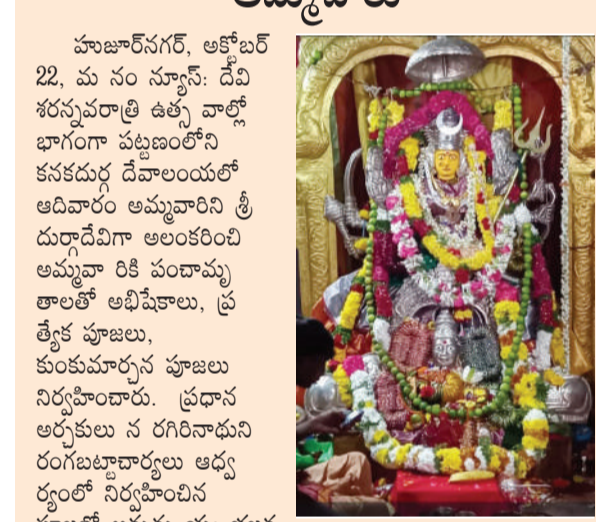 హుజూర్‌నగర్, అక్టోబర్
22, మ నం న్యూస్: దేవి
శరన్నవరాత్రి ఉత్స వాల్లో
భాగంగా పట్టణంలోని
కనకదుర్గ దేవాలయంలో
ఆదివారం అమ్మవారిని శ్రీ
దుర్గాదేవిగా అలంకరించి
అమ్మవా రికి పంచామృ
తాలతో అభిషేకాలు, ప్ర
త్యేక పూజలు,
కుంకుమార్చన పూజలు
నిర్వహించారు. ప్రధాన
అర్చకులు న రగిరినాథుని
రంగబట్టాచార్యలు ఆధ్వ
ర్యంలో నిర్వహించిన